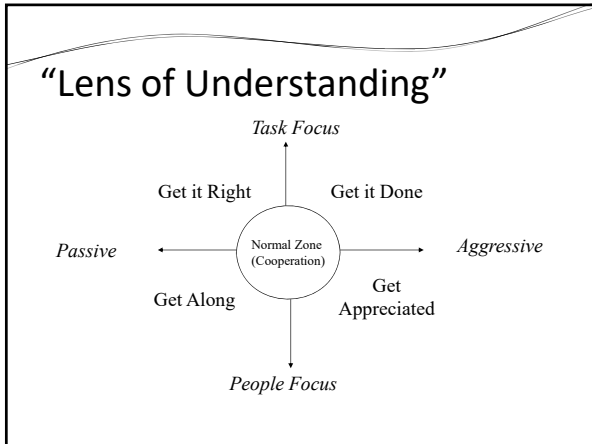 “Lens of Understanding”
Task Focus
Get it Right
Get it Done
Passive
Normal Zone
(Cooperation)
Aggressive
Get Along
Get
Appreciated
People Focus